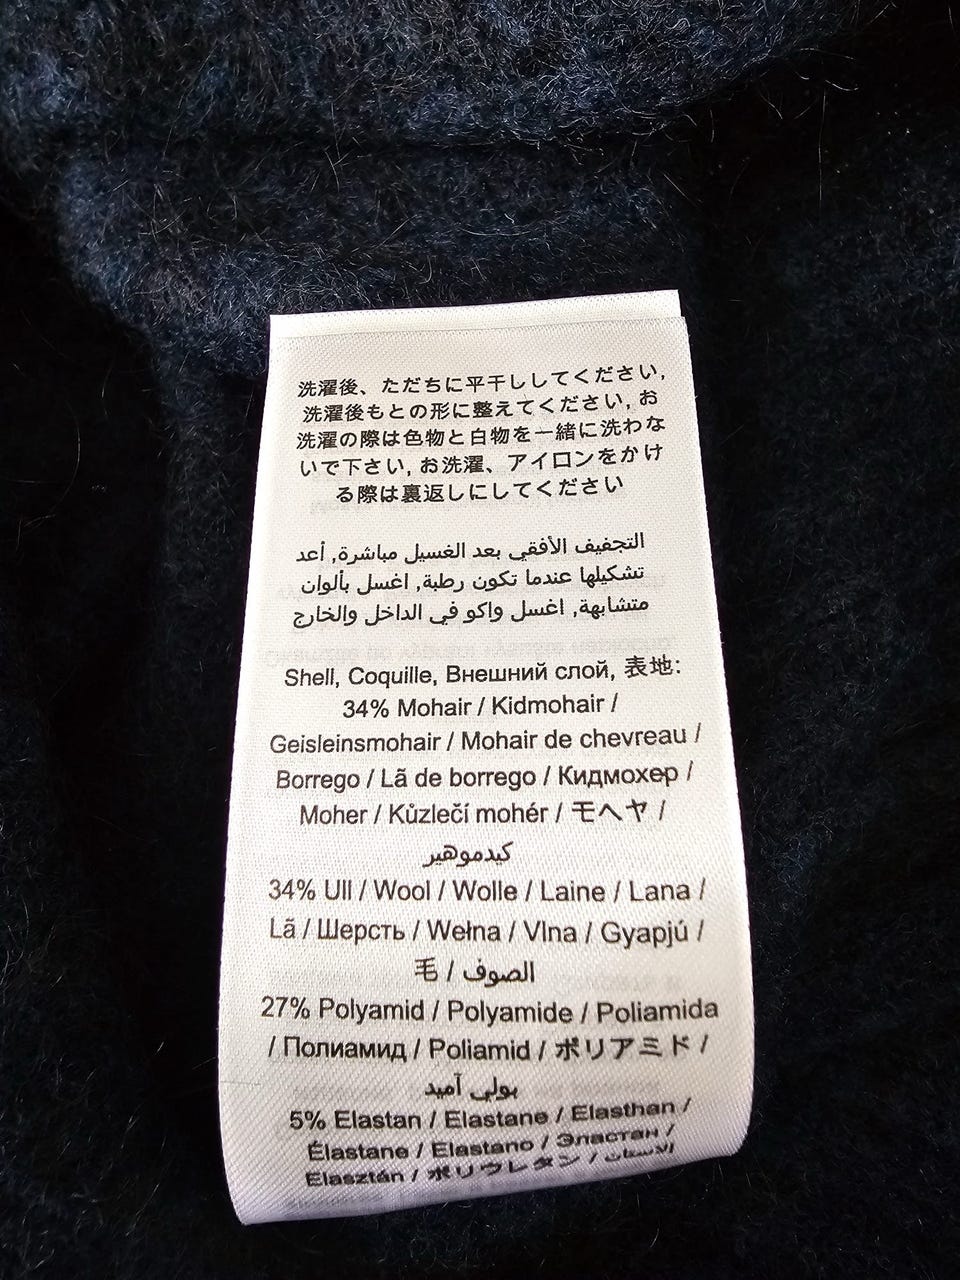 洗濯後、ただちに平干ししてください,
洗濯後もとの形に整えてください, お
洗濯の際は色物と白物を一緒に洗わな
いで下さい, お洗濯、アイロンをかけ
る際は裏返しにしてください
التجفيف الأفقي بعد الغسيل مباشرة, أعد
تشكيلها عندما تكون رطبة, اغسل بألوان
متشابهة, اغسل واكو في الداخل والخارج
Shell, Coquille, Внешний слой, 表地:
34% Mohair / Kidmohair /
Geisleinsmohair / Mohair de chevreau /
Borrego / Lã de borrego / Кидмохер /
Moher / Kůzlečí mohér / モヘヤ /
كيدموهير
34% Ull / Wool / Wolle / Laine / Lana /
Lã / Шерсть / Wełna / Vlna / Gyapjú /
毛 / الصوف
27% Polyamid / Polyamide / Poliamida
/ Полиамид / Poliamid / ポリアミド /
بولي آميد
5% Elastan / Elastane / Elasthan /
Élastane / Elastano / Эластан /
Elasztán / ポリウレタン /